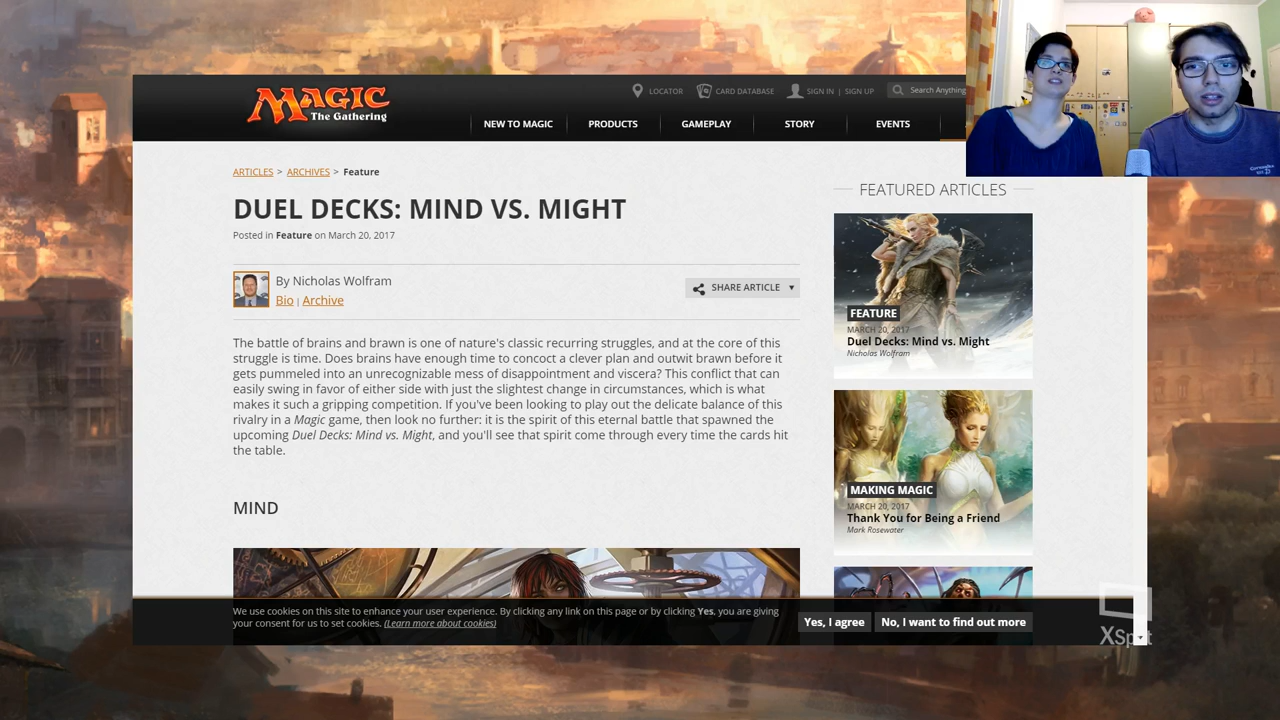 MAGIC
The Gathering
LOCATOR
CARD DATABASE
SIGN IN | SIGN UP
Search Anything
NEW TO MAGIC
PRODUCTS
GAMEPLAY
STORY
EVENTS
ARTICLES > ARCHIVES > Feature
DUEL DECKS: MIND VS. MIGHT
Posted in Feature on March 20, 2017
By Nicholas Wolfram
Bio | Archive
SHARE ARTICLE
The battle of brains and brawn is one of nature's classic recurring struggles, and at the core of this
struggle is time. Does brains have enough time to concoct a clever plan and outwit brawn before it
gets pummeled into an unrecognizable mess of disappointment and viscera? This conflict that can
easily swing in favor of either side with just the slightest change in circumstances, which is what
makes it such a gripping competition. If you've been looking to play out the delicate balance of this
rivalry in a Magic game, then look no further: it is the spirit of this eternal battle that spawned the
upcoming Duel Decks: Mind vs. Might, and you'll see that spirit come through every time the cards hit
the table.
MIND
FEATURED ARTICLES
FEATURE
MARCH 20, 2017
Duel Decks: Mind vs. Might
Nicholas Wolfram
MAKING MAGIC
MARCH 20, 2017
Thank You for Being a Friend
Mark Rosewater
We use cookies on this site to enhance your user experience. By clicking any link on this page or by clicking Yes, you are giving
your consent for us to set cookies. (Learn more about cookies)
Yes, I agree
No, I want to find out more
XSplit